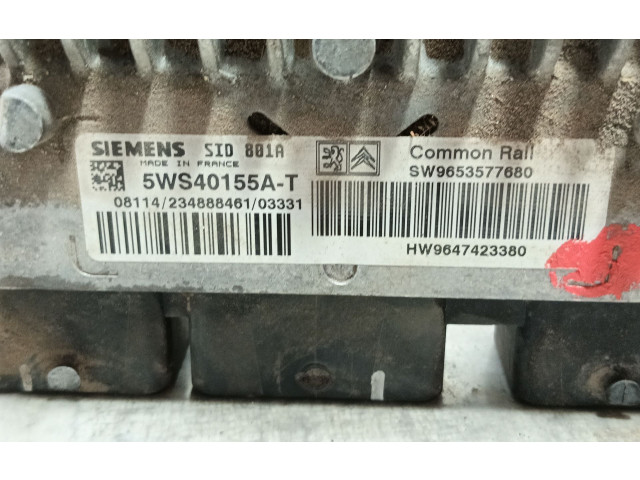 SIEMENS SID 801A
MADE IN FRANCE
5WS40155A-T
08114/234888461/03331
Common Rail
SW9653577680
HW9647423380